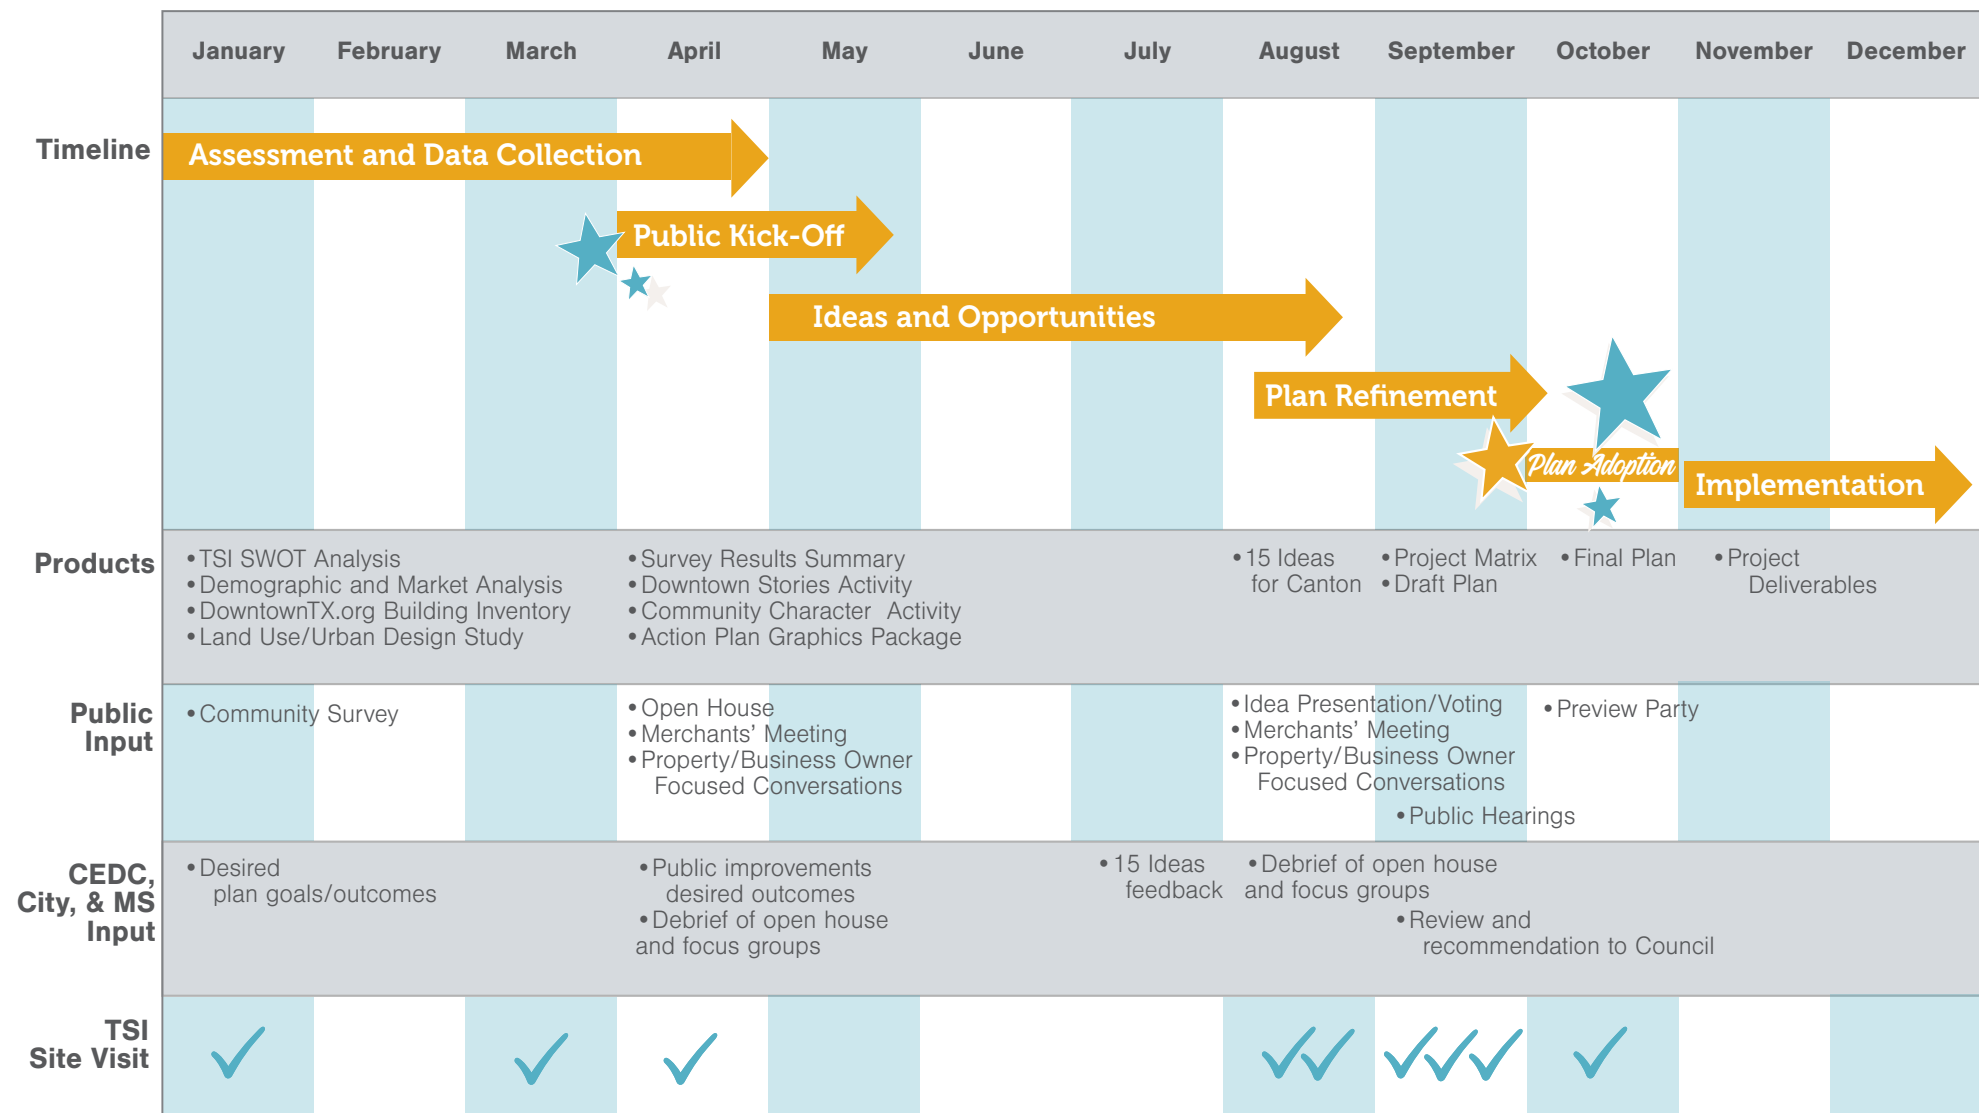 January February March April May June July August September October November December
Timeline
Assessment and Data Collection
Public Kick-Off
Ideas and Opportunities
Plan Refinement
Plan Adoption
Implementation
Products
•TSI SWOT Analysis
•Demographic and Market Analysis
•DowntownTX.org Building Inventory
•Land Use/Urban Design Study
•Survey Results Summary
•Downtown Stories Activity
•Community Character Activity
•Action Plan Graphics Package
•15 Ideas
for Canton
•Project Matrix
•Draft Plan
•Final Plan
•Project
Deliverables
Public
Input
•Community Survey
•Open House
•Merchants’ Meeting
•Property/Business Owner
Focused Conversations
•Idea Presentation/Voting
•Merchants’ Meeting
•Property/Business Owner
Focused Conversations
•Public Hearings
•Preview Party
CEDC,
City, & MS
Input
•Desired
plan goals/outcomes
•Public improvements
desired outcomes
•Debrief of open house
and focus groups
•15 Ideas
feedback
•Debrief of open house
and focus groups
•Review and
recommendation to Council
TSI
Site Visit